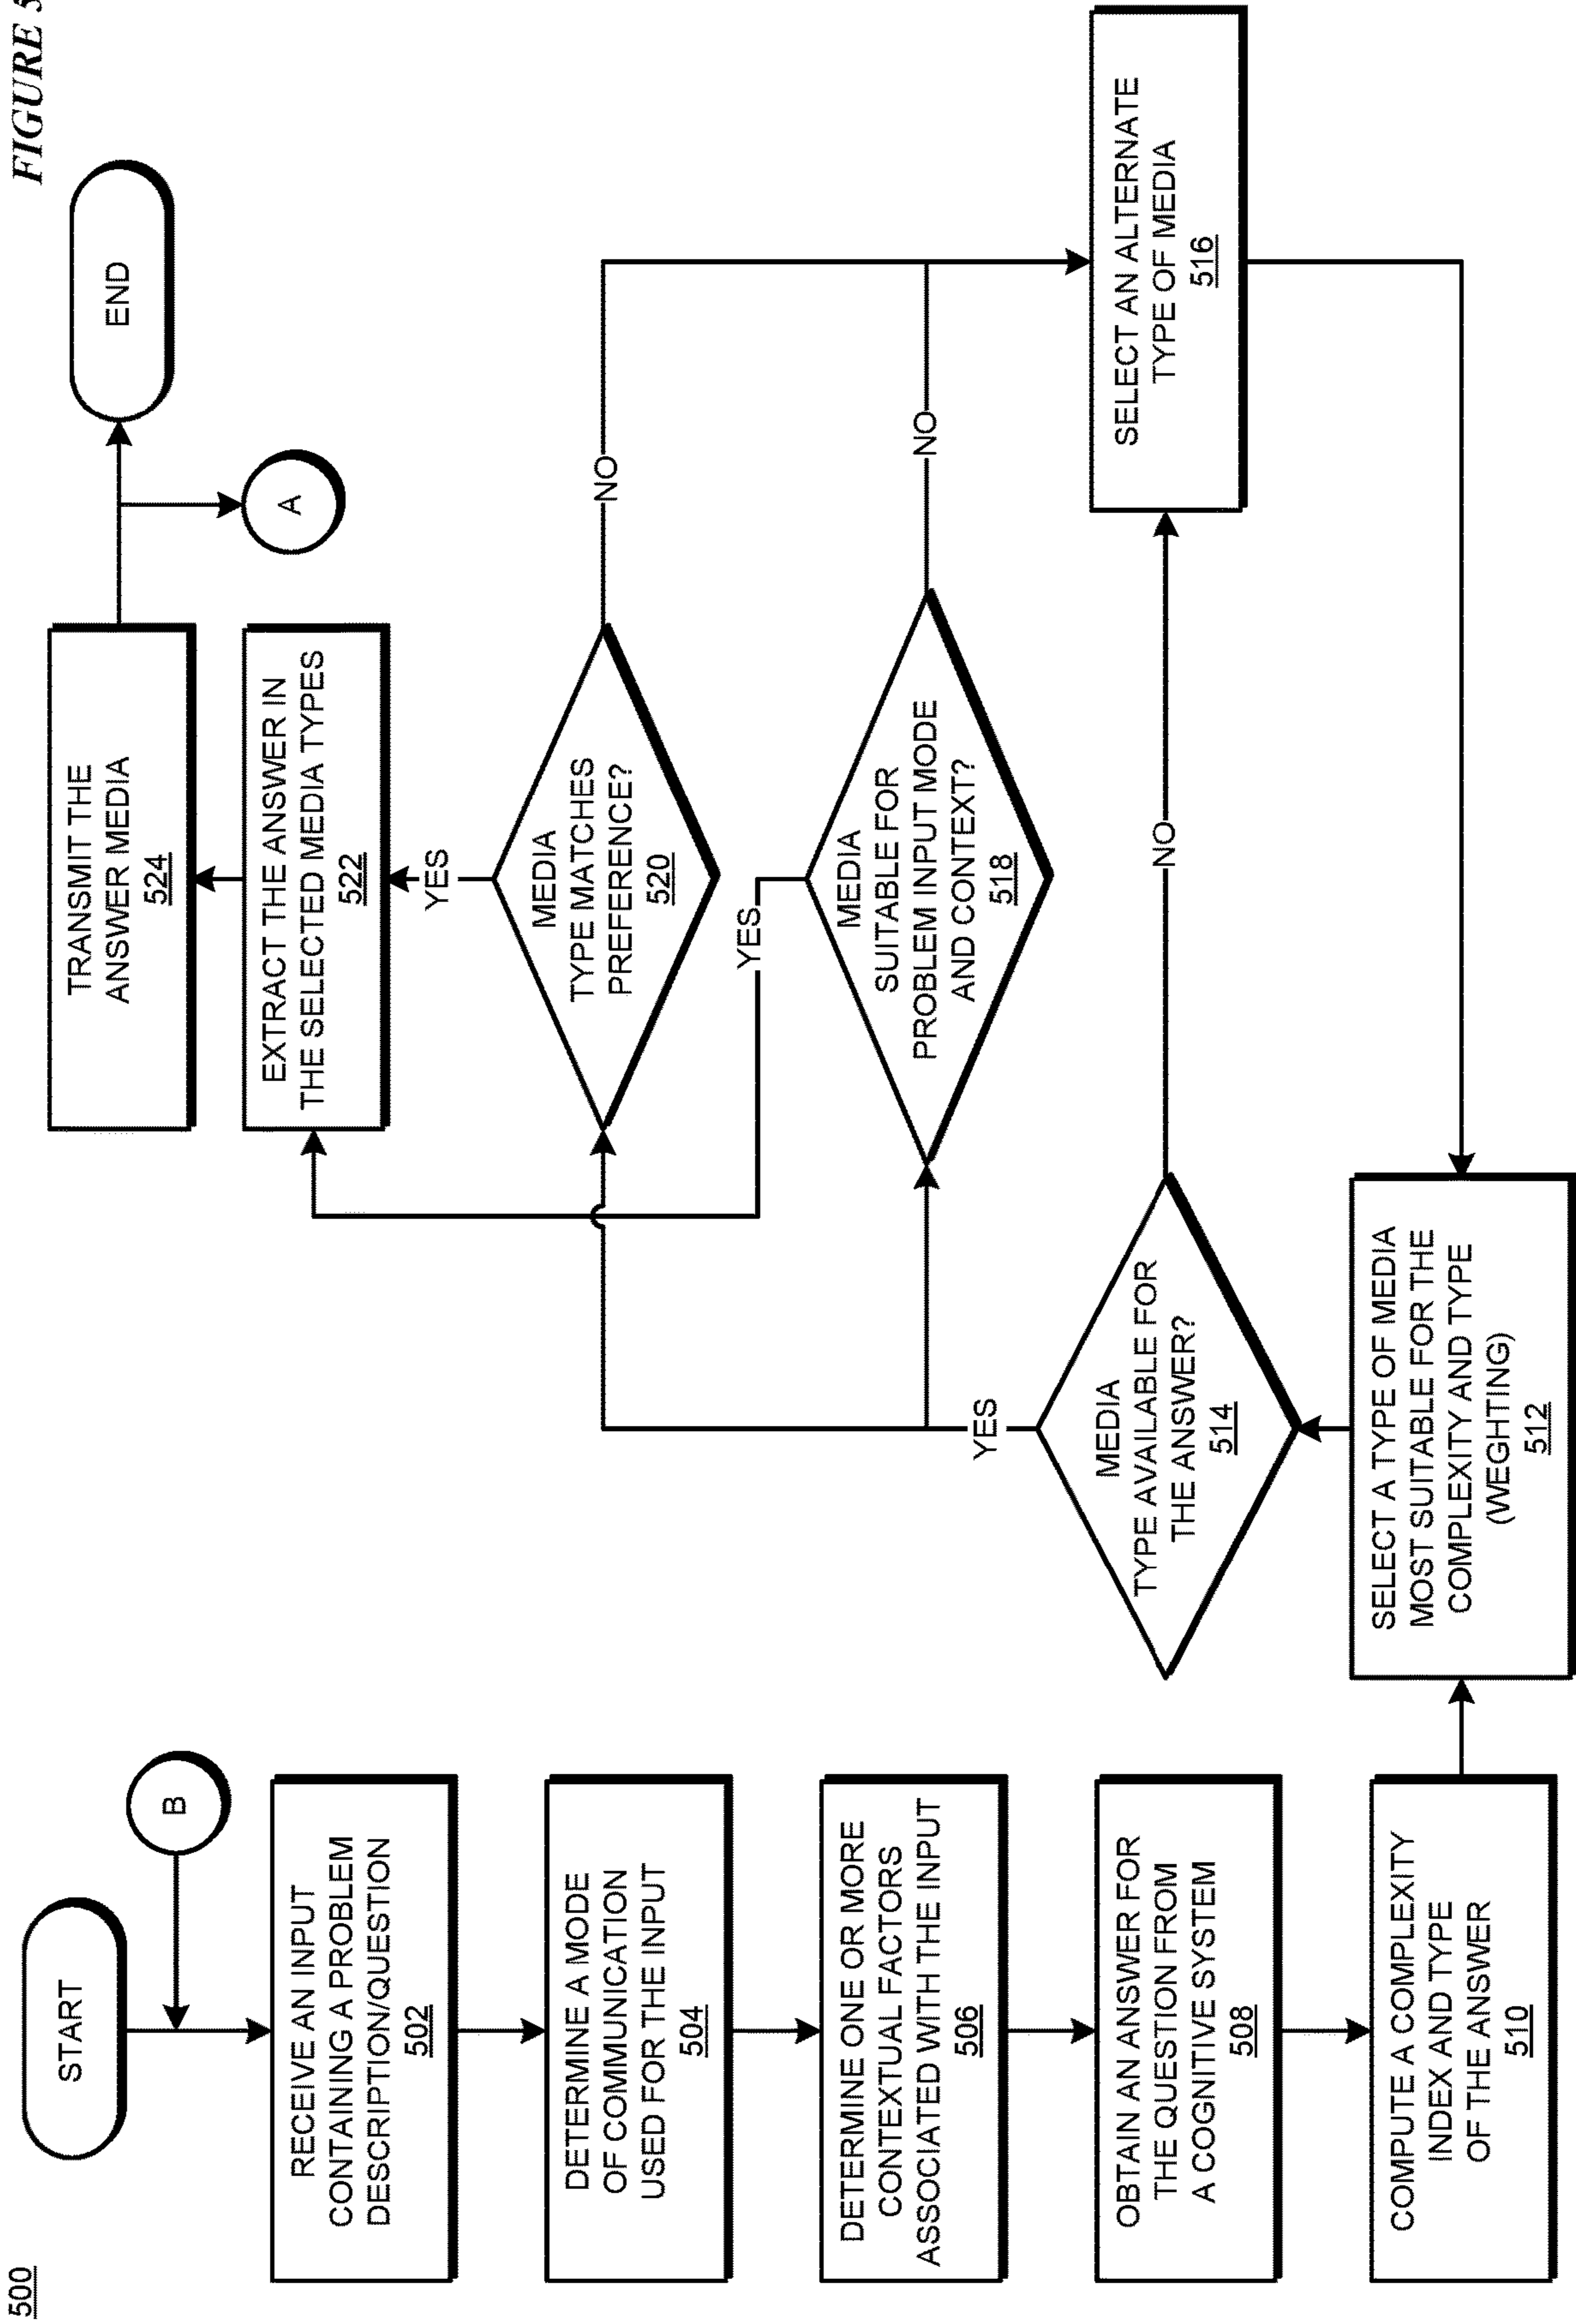 FIGURE 5
500
START
B
RECEIVE AN INPUT
CONTAINING A PROBLEM
DESCRIPTION/QUESTION
502
DETERMINE A MODE
OF COMMUNICATION
USED FOR THE INPUT
504
DETERMINE ONE OR MORE
CONTEXTUAL FACTORS
ASSOCIATED WITH THE INPUT
506
OBTAIN AN ANSWER FOR
THE QUESTION FROM
A COGNITIVE SYSTEM
508
COMPUTE A COMPLEXITY
INDEX AND TYPE
OF THE ANSWER
510
SELECT A TYPE OF MEDIA
MOST SUITABLE FOR THE
COMPLEXITY AND TYPE
(WEGHTING)
512
MEDIA
TYPE AVAILABLE FOR
THE ANSWER?
514
YES
NO
SELECT AN ALTERNATE
TYPE OF MEDIA
516
MEDIA
SUITABLE FOR
PROBLEM INPUT MODE
AND CONTEXT?
518
YES
NO
MEDIA
TYPE MATCHES
PREFERENCE?
520
YES
NO
EXTRACT THE ANSWER IN
THE SELECTED MEDIA TYPES
522
TRANSMIT THE
ANSWER MEDIA
524
A
END